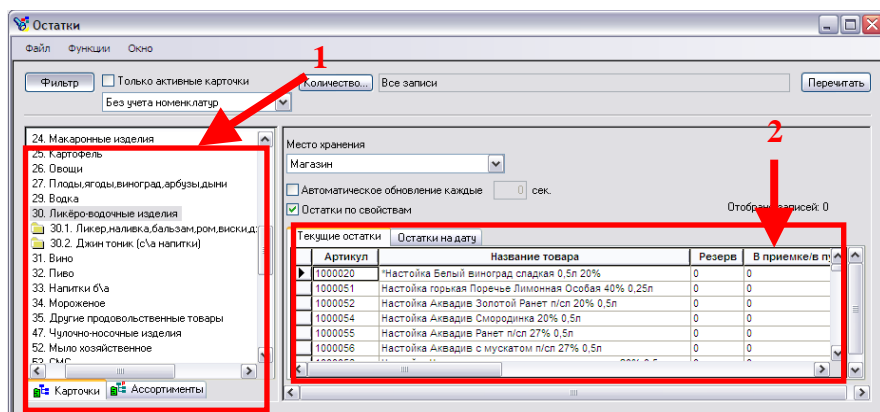 Остатки
Файл Функции Окно
1
Фильтр Только активные карточки Количество... Все записи Перечитать
Без учета номенклатур
24. Макаронные изделия
25. Картофель
26. Овощи
27. Плоды,ягоды,виноград,арбузы,дыни
29. Водка
30. Ликёро-водочные изделия
30.1. Ликер,наливка,бальзам,ром,виски,д
30.2. Джин тоник (с\а напитки)
31. Вино
32. Пиво
33. Напитки б\а
34. Мороженое
35. Другие продовольственные товары
47. Чулочно-носочные изделия
52. Мыло хозяйственное
53. СМС
Карточки Ассортименты
2
Место хранения
Магазин
Автоматическое обновление каждые 0 сек.
Остатки по свойствам Отобрано записей: 0
Текущие остатки Остатки на дату
Артикул Название товара Резерв В приемке/в пу
1000020 *Настойка Белый виноград сладкая 0,5л 20% 0 0
1000051 Настойка горькая Поречье Лимонная Особая 40% 0,25л 0 0
1000052 Настойка Аквадив Золотой Ранет п/сл 20% 0,5л 0 0
1000054 Настойка Аквадив Смородинка 20% 0,5л 0 0
1000055 Настойка Аквадив Ранет п/сл 27% 0,5л 0 0
1000056 Настойка Аквадив с мускатом п/сл 27% 0,5л 0 0